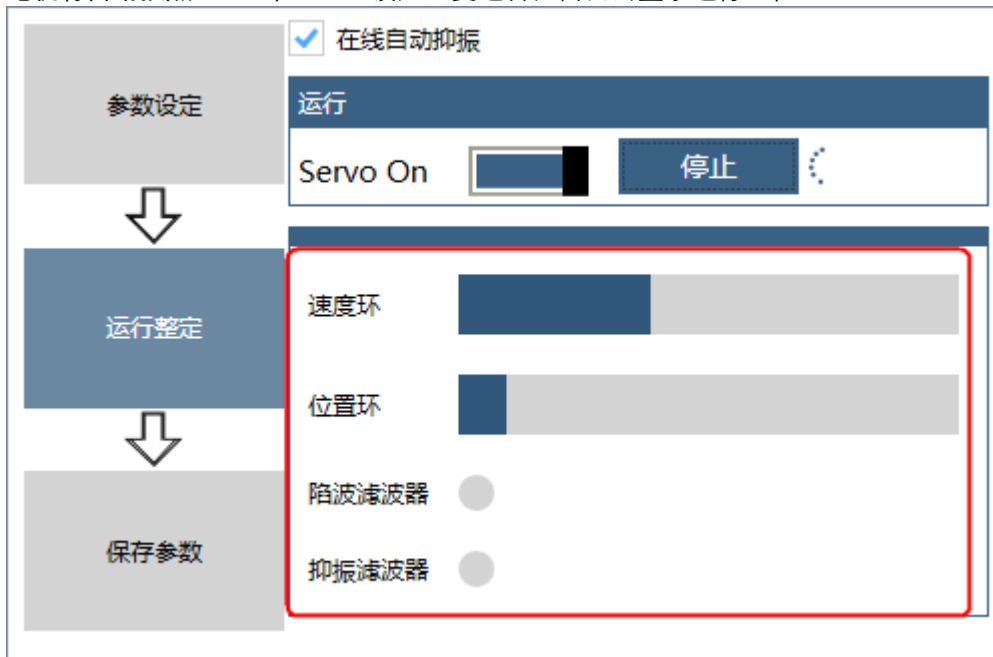 在线自动抑振
参数设定
运行
Servo On
停止
速度环
运行整定
位置环
陷波滤波器
保存参数
抑振滤波器